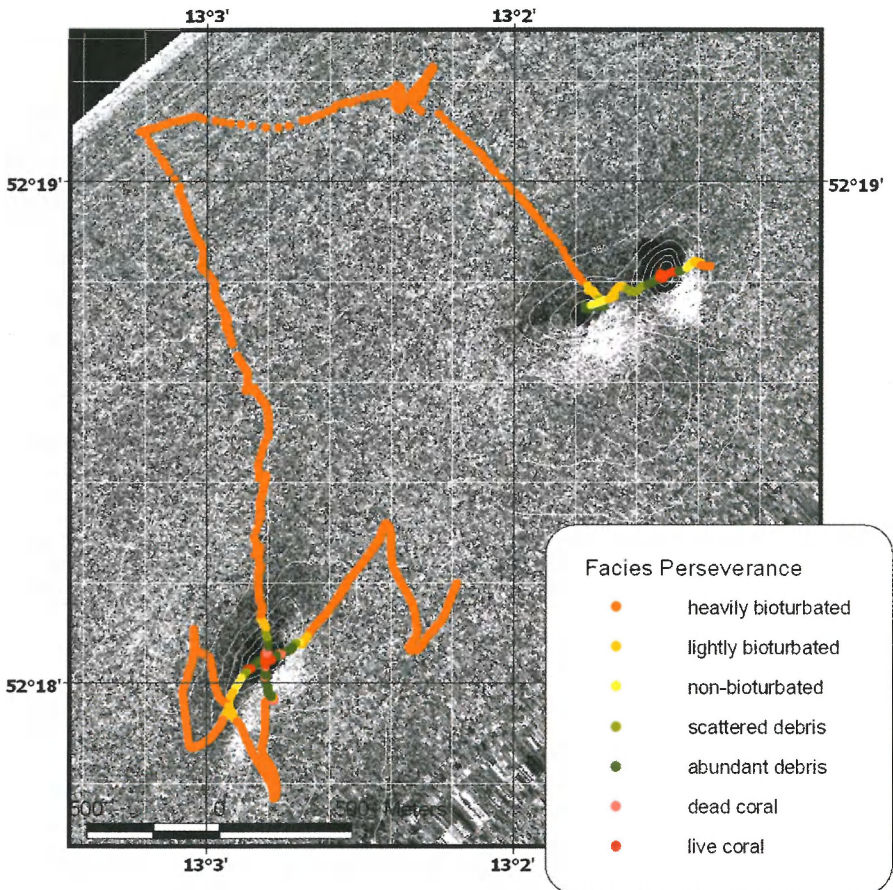 13°3' 13°2'
52°19' 52°19'
52°18'
Facies Perseverance
heavily bioturbated
lightly bioturbated
non-bioturbated
scattered debris
abundant debris
dead coral
live coral
500 0 500 Meters
13°3' 13°2'